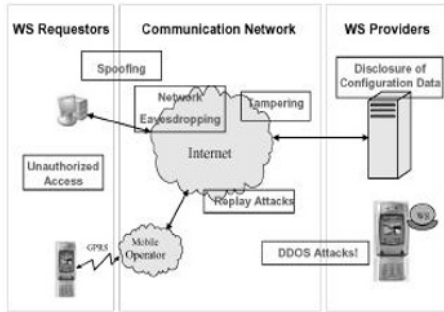 WS Requestors
Communication Network
WS Providers
Spoofing
Disclosure of
Configuration Data
Network
Eavesdropping
Tampering
Internet
Unauthorized
Access
Replay Attacks
WS
GPRS
Mobile
Operator
DDOS Attacks!